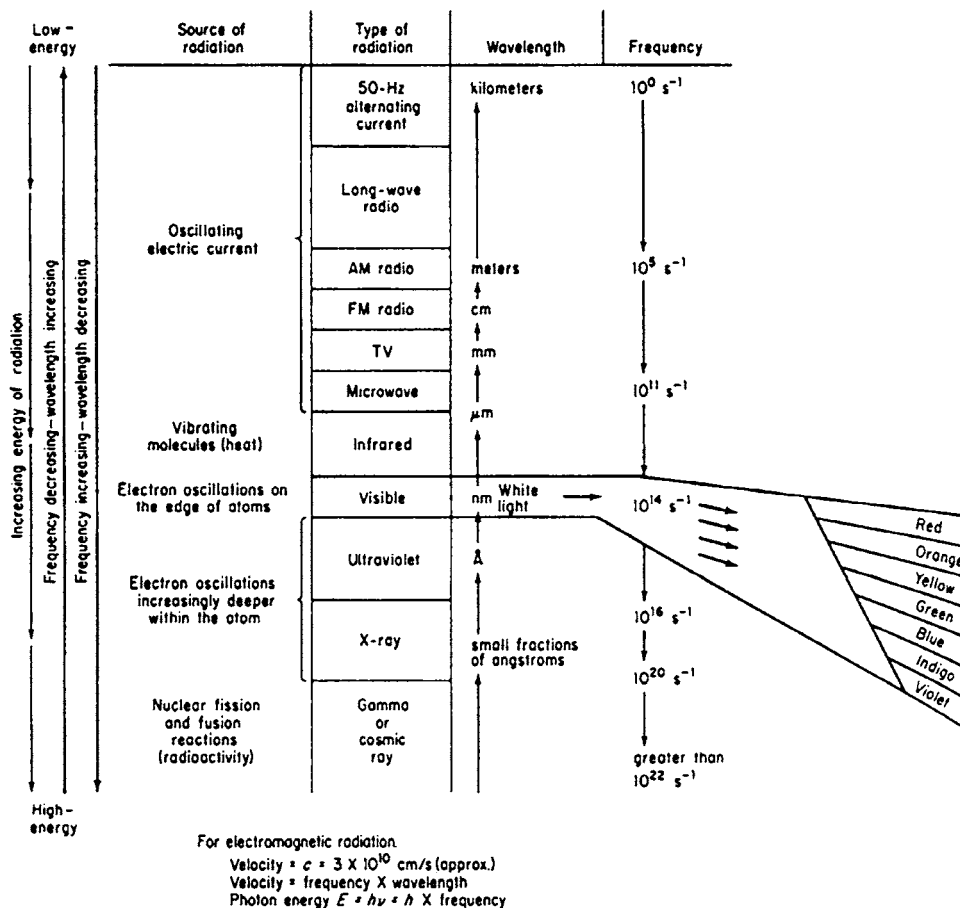 Low-
energy
Source of
radiation
Type of
radiation
Wavelength
Frequency
50-Hz
alternating
current
kilometers
10⁰ s⁻¹
Long-wave
radio
Oscillating
electric current
AM radio
meters
10⁵ s⁻¹
FM radio
cm
TV
mm
Microwave
10¹¹ s⁻¹
μm
Vibrating
molecules (heat)
Infrared
Electron oscillations on
the edge of atoms
Visible
nm
White
light
10¹⁴ s⁻¹
Red
Orange
Yellow
Green
Blue
Indigo
Violet
Ultraviolet
Å
Electron oscillations
increasingly deeper
within the atom
10¹⁶ s⁻¹
X-ray
small fractions
of angstroms
10²⁰ s⁻¹
Nuclear fission
and fusion
reactions
(radioactivity)
Gamma
or
cosmic
ray
greater than
10²² s⁻¹
Increasing energy of radiation
Frequency decreasing-wavelength increasing
Frequency increasing-wavelength decreasing
High-
energy
For electromagnetic radiation
Velocity = c = 3 X 10¹⁰ cm/s (approx.)
Velocity = frequency X wavelength
Photon energy E = hν = h X frequency